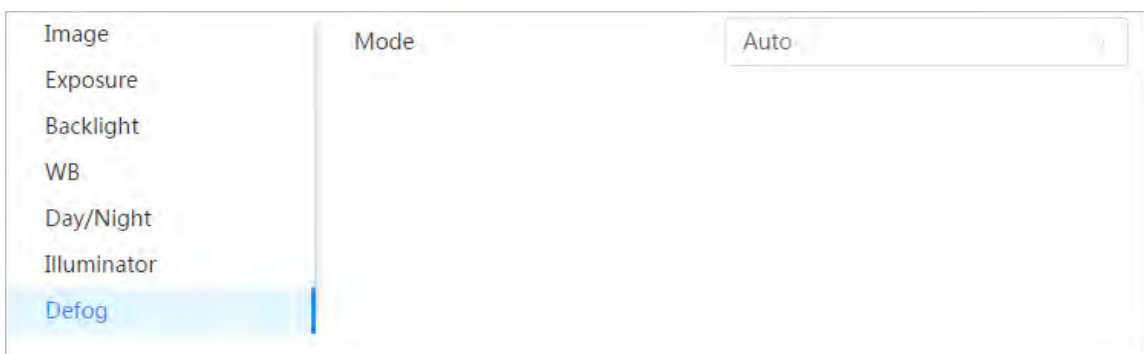 Image
Exposure
Backlight
WB
Day/Night
Illuminator
Defog
Mode
Auto